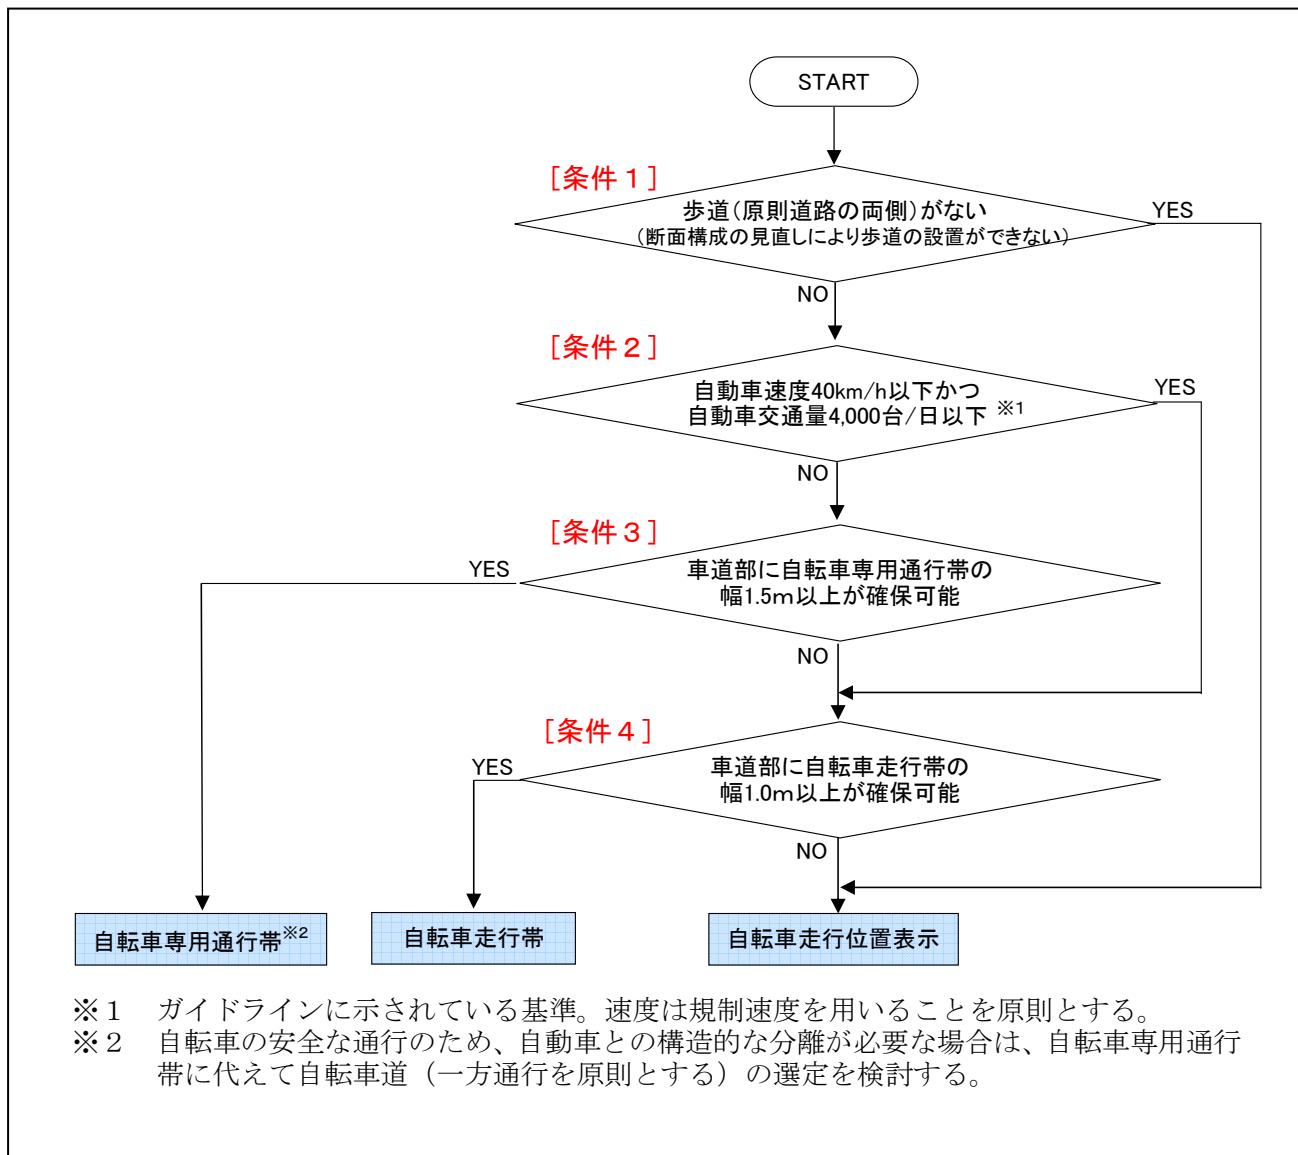 START
[条件1]
歩道(原則道路の両側)がない
(断面構成の見直しにより歩道の設置ができない)
YES
NO
[条件2]
自動車速度40km/h以下かつ
自動車交通量4,000台/日以下 ※1
YES
NO
[条件3]
車道部に自転車専用通行帯の
幅1.5m以上が確保可能
YES
NO
[条件4]
車道部に自転車走行帯の
幅1.0m以上が確保可能
YES
NO
自転車専用通行帯※2
自転車走行帯
自転車走行位置表示
※1 ガイドラインに示されている基準。速度は規制速度を用いることを原則とする。
※2 自転車の安全な通行のため、自動車との構造的な分離が必要な場合は、自転車専用通行
帯に代えて自転車道(一方通行を原則とする)の選定を検討する。